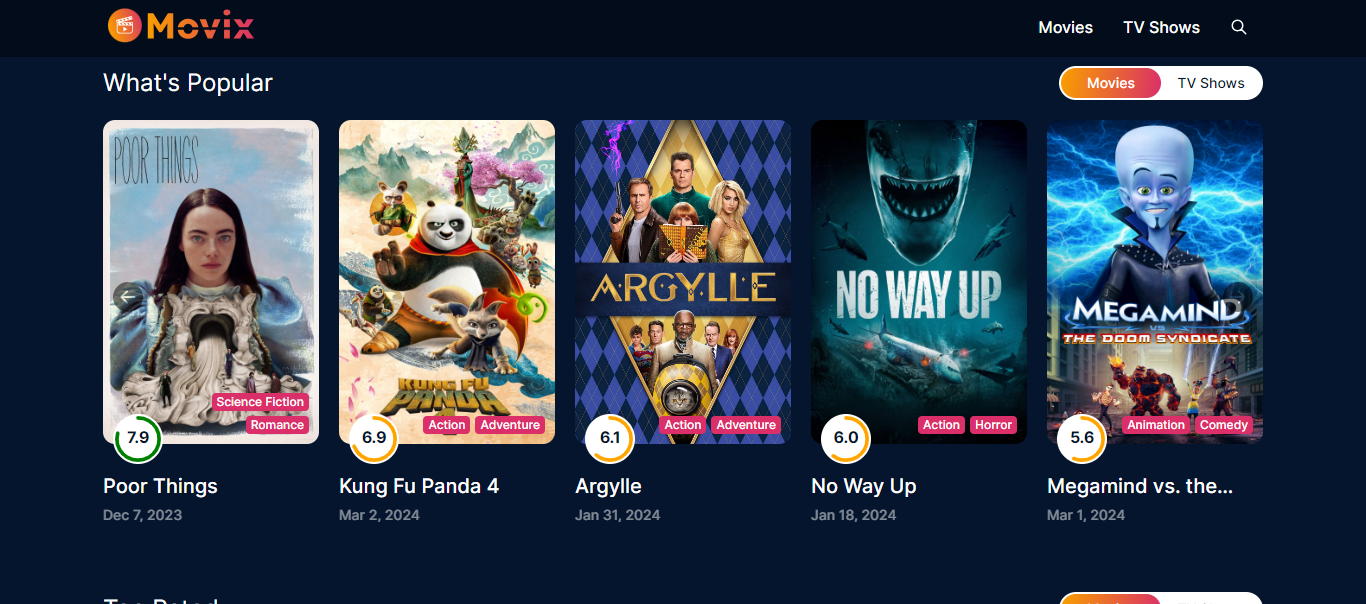 Movix
Movies
TV Shows
What's Popular
Movies
TV Shows
POOR THINGS
Science Fiction
Romance
7.9
Poor Things
Dec 7, 2023
KUNG FU
PANDA
4
Action
Adventure
6.9
Kung Fu Panda 4
Mar 2, 2024
ARGYLLE
Action
Adventure
6.1
Argylle
Jan 31, 2024
NO WAY UP
Action
Horror
6.0
No Way Up
Jan 18, 2024
MEGAMIND
VS
THE DOOM SYNDICATE
Animation
Comedy
5.6
Megamind vs. the...
Mar 1, 2024
Top Rated